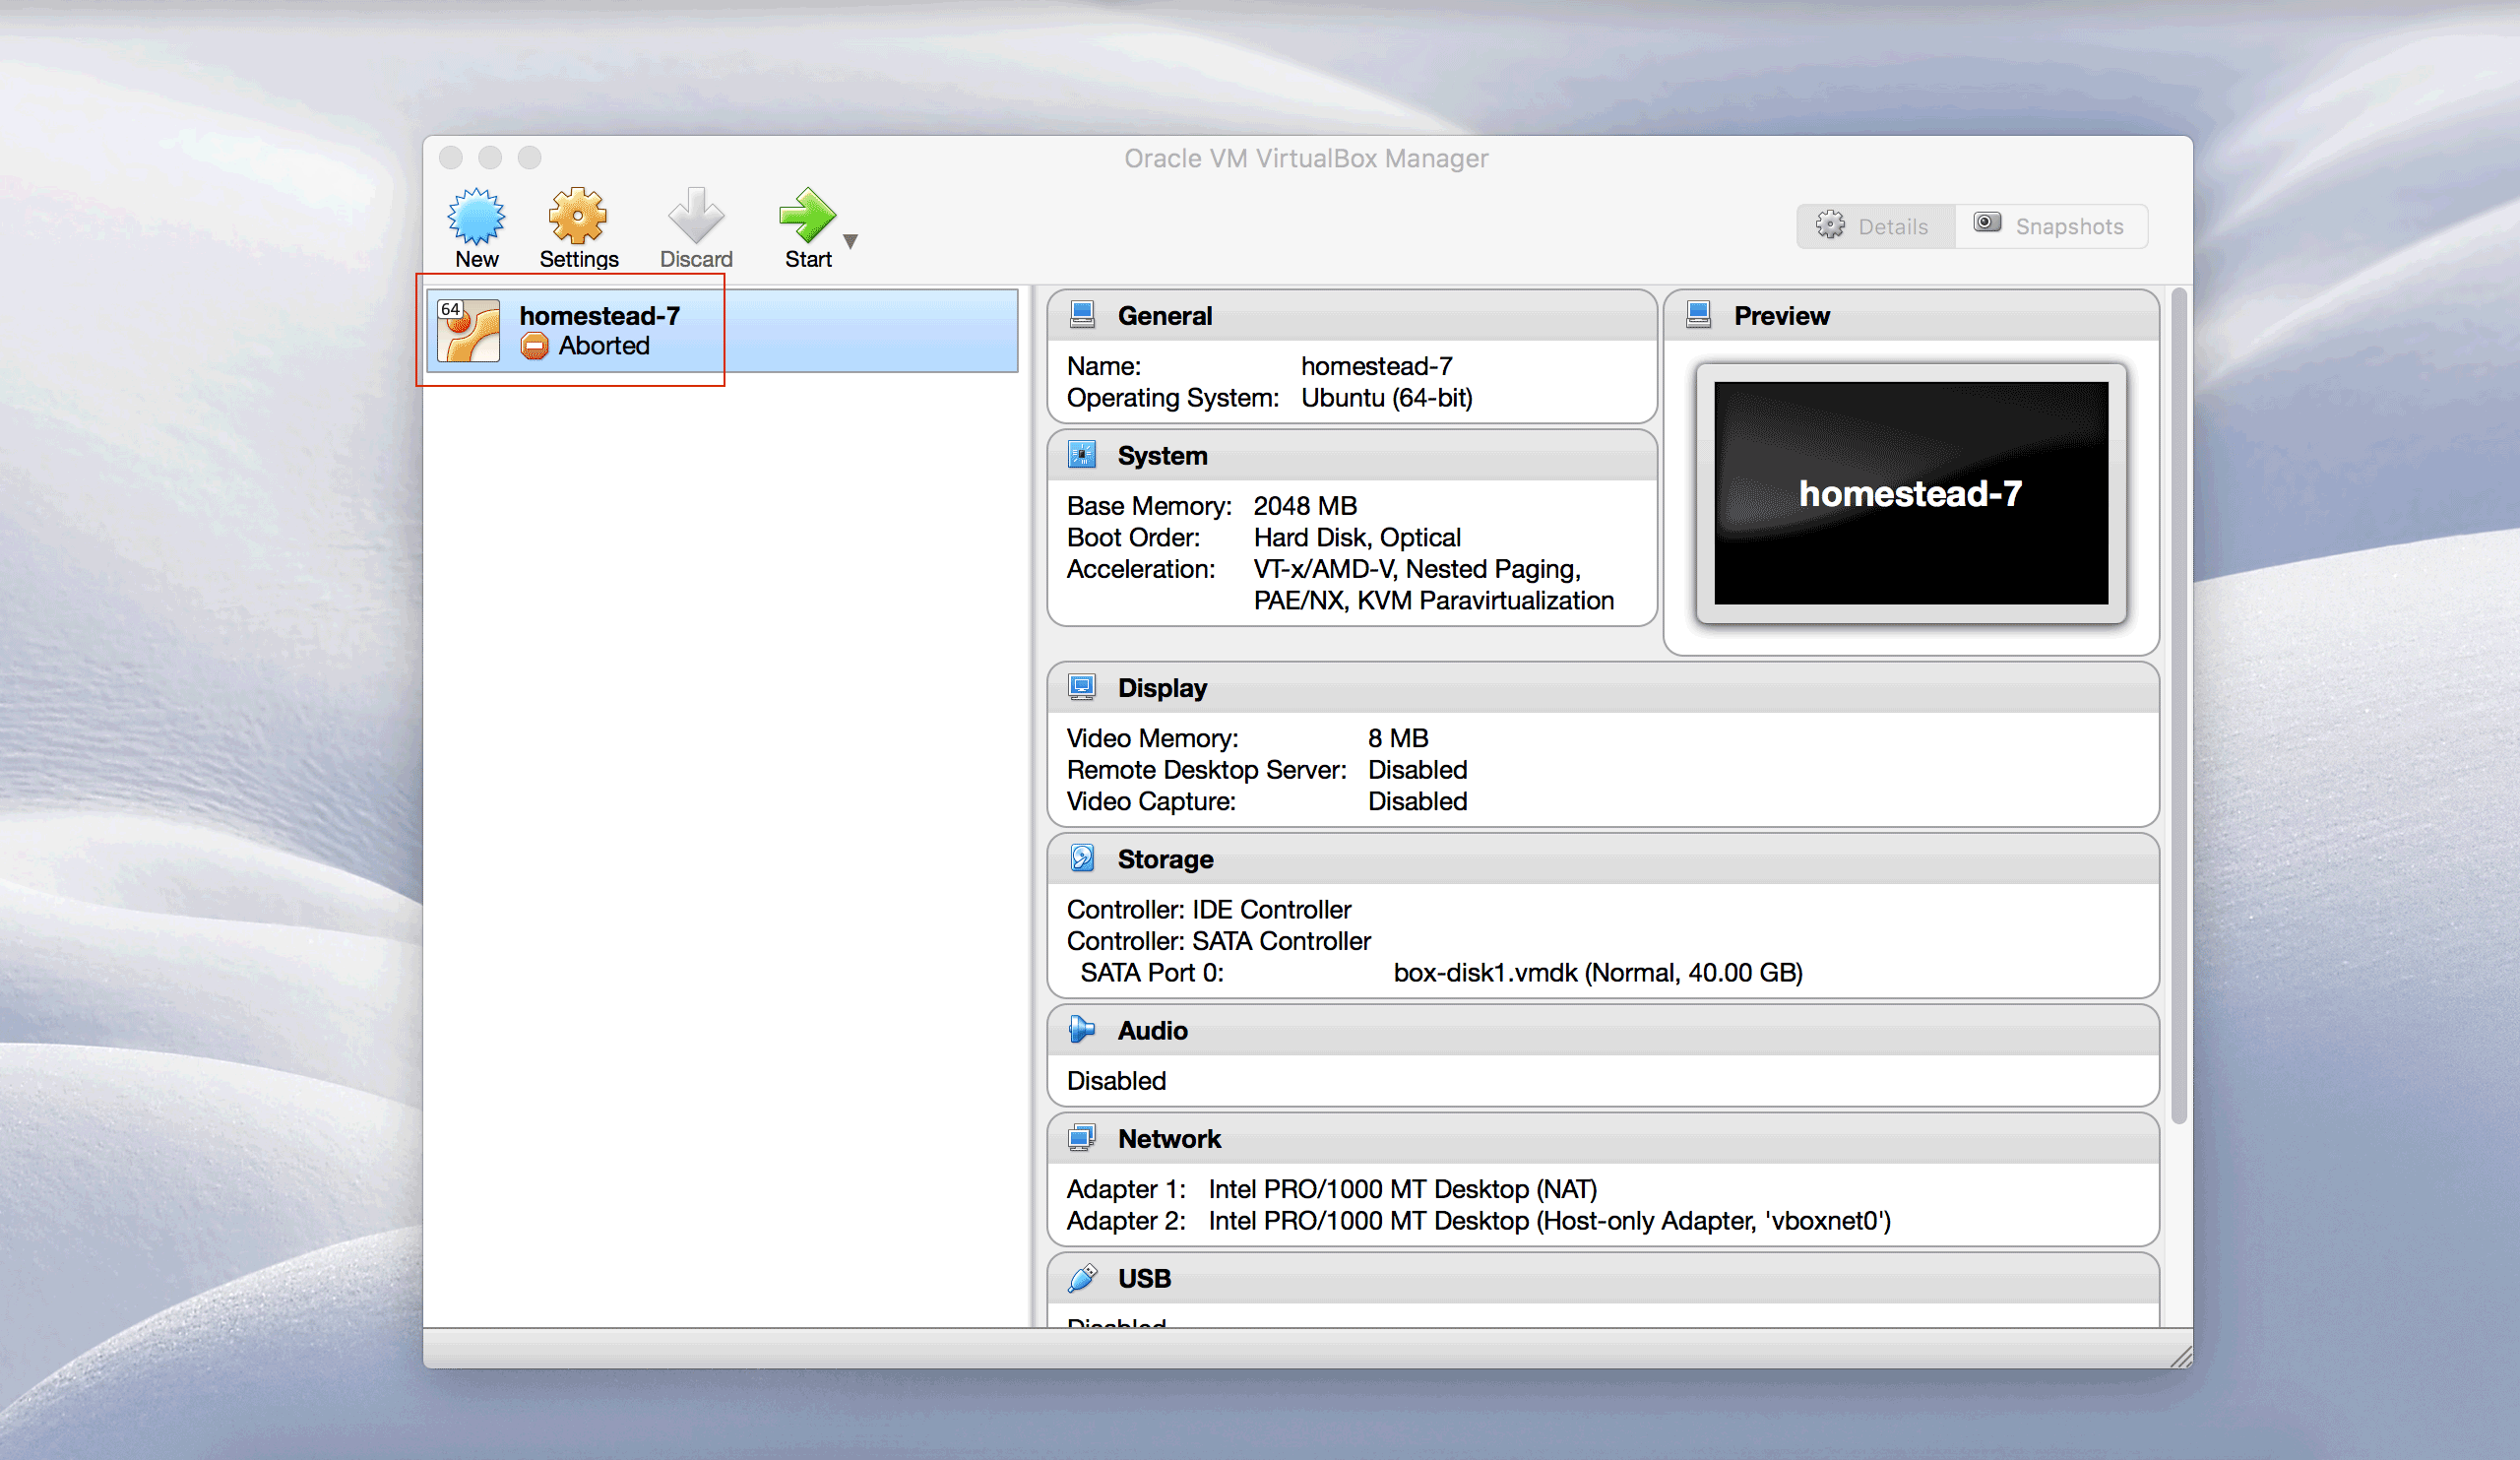 Oracle VM VirtualBox Manager
New
Settings
Discard
Start
Details
Snapshots
64
homestead-7
Aborted
General
Name: homestead-7
Operating System: Ubuntu (64-bit)
Preview
homestead-7
System
Base Memory: 2048 MB
Boot Order: Hard Disk, Optical
Acceleration: VT-x/AMD-V, Nested Paging,
PAE/NX, KVM Paravirtualization
Display
Video Memory: 8 MB
Remote Desktop Server: Disabled
Video Capture: Disabled
Storage
Controller: IDE Controller
Controller: SATA Controller
SATA Port 0: box-disk1.vmdk (Normal, 40.00 GB)
Audio
Disabled
Network
Adapter 1: Intel PRO/1000 MT Desktop (NAT)
Adapter 2: Intel PRO/1000 MT Desktop (Host-only Adapter, 'vboxnet0')
USB
Disabled